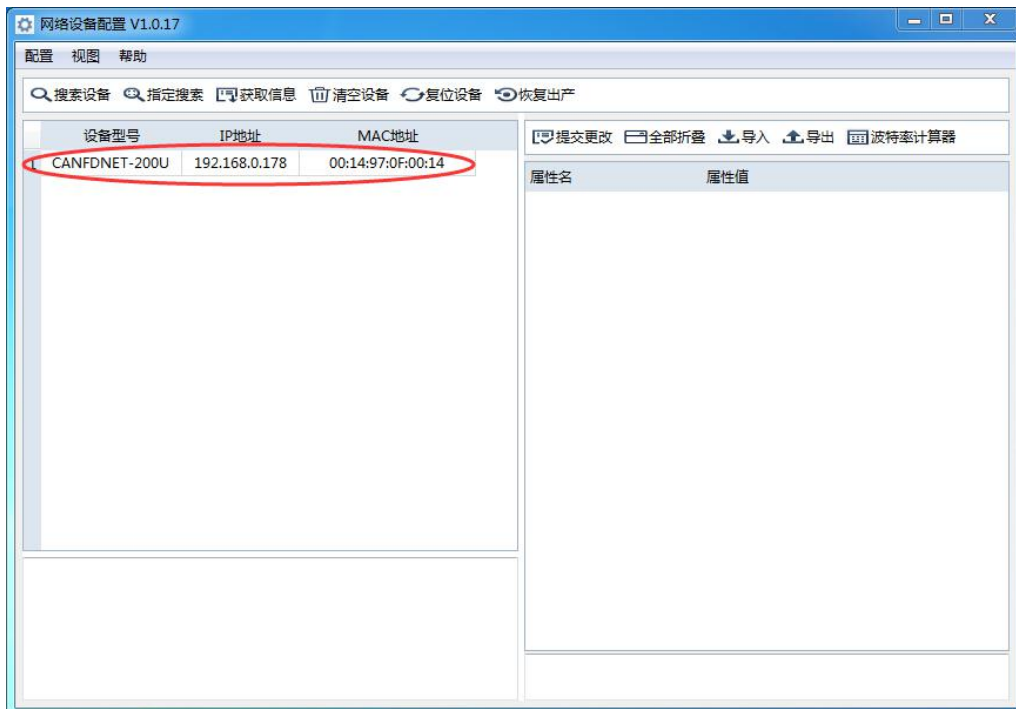 网络设备配置 V1.0.17
配置 视图 帮助
搜索设备 指定搜索 获取信息 清空设备 复位设备 恢复出产
设备型号 IP地址 MAC地址
1 CANFDNET-200U 192.168.0.178 00:14:97:0F:00:14
提交更改 全部折叠 导入 导出 波特率计算器
属性名 属性值